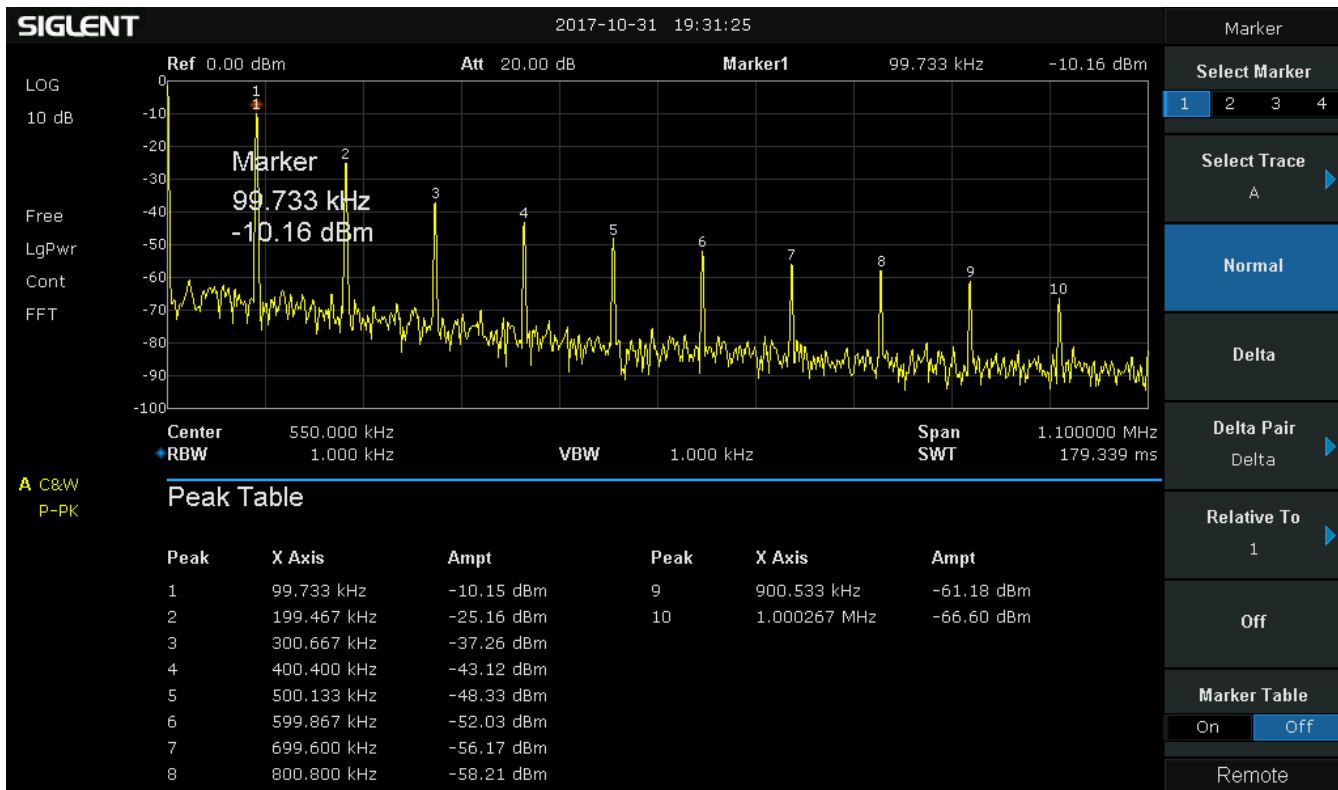 SIGLENT 2017-10-31 19:31:25 Marker
Ref 0.00 dBm Att 20.00 dB Marker1 99.733 kHz -10.16 dBm
LOG
10 dB
Free
LgPwr
Cont
FFT
A C&W
P-PK
0
-10
-20
-30
-40
-50
-60
-70
-80
-90
-100
1
1
2
3
4
5
6
7
8
9
10
Marker
99.733 kHz
-10.16 dBm
Center 550.000 kHz Span 1.100000 MHz
RBW 1.000 kHz VBW 1.000 kHz SWT 179.339 ms
Peak Table
Peak X Axis Ampt Peak X Axis Ampt
1 99.733 kHz -10.15 dBm 9 900.533 kHz -61.18 dBm
2 199.467 kHz -25.16 dBm 10 1.000267 MHz -66.60 dBm
3 300.667 kHz -37.26 dBm
4 400.400 kHz -43.12 dBm
5 500.133 kHz -48.33 dBm
6 599.867 kHz -52.03 dBm
7 699.600 kHz -56.17 dBm
8 800.800 kHz -58.21 dBm
Select Marker
1 2 3 4
Select Trace
A
Normal
Delta
Delta Pair
Delta
Relative To
1
Off
Marker Table
On Off
Remote